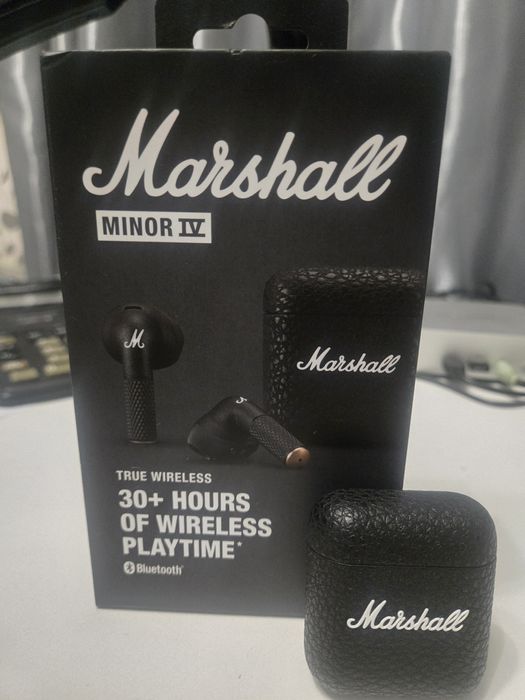 Marshall
MINOR IV
M
Marshall
TRUE WIRELESS
30+ HOURS
OF WIRELESS
PLAYTIME*
Bluetooth®
Marshall